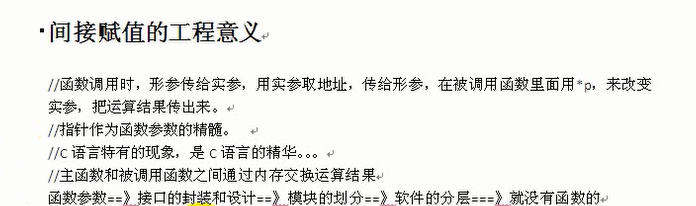 ·间接赋值的工程意义
//函数调用时，形参传给实参，用实参取地址，传给形参，在被调用函数里面用*p，来改变
实参，把运算结果传出来。
//指针作为函数参数的精髓。
//C语言特有的现象，是C语言的精华。。。
//主函数和被调用函数之间通过内存交换运算结果
函数参数==》接口的封装和设计==》模块的划分==》软件的分层===》就没有函数的